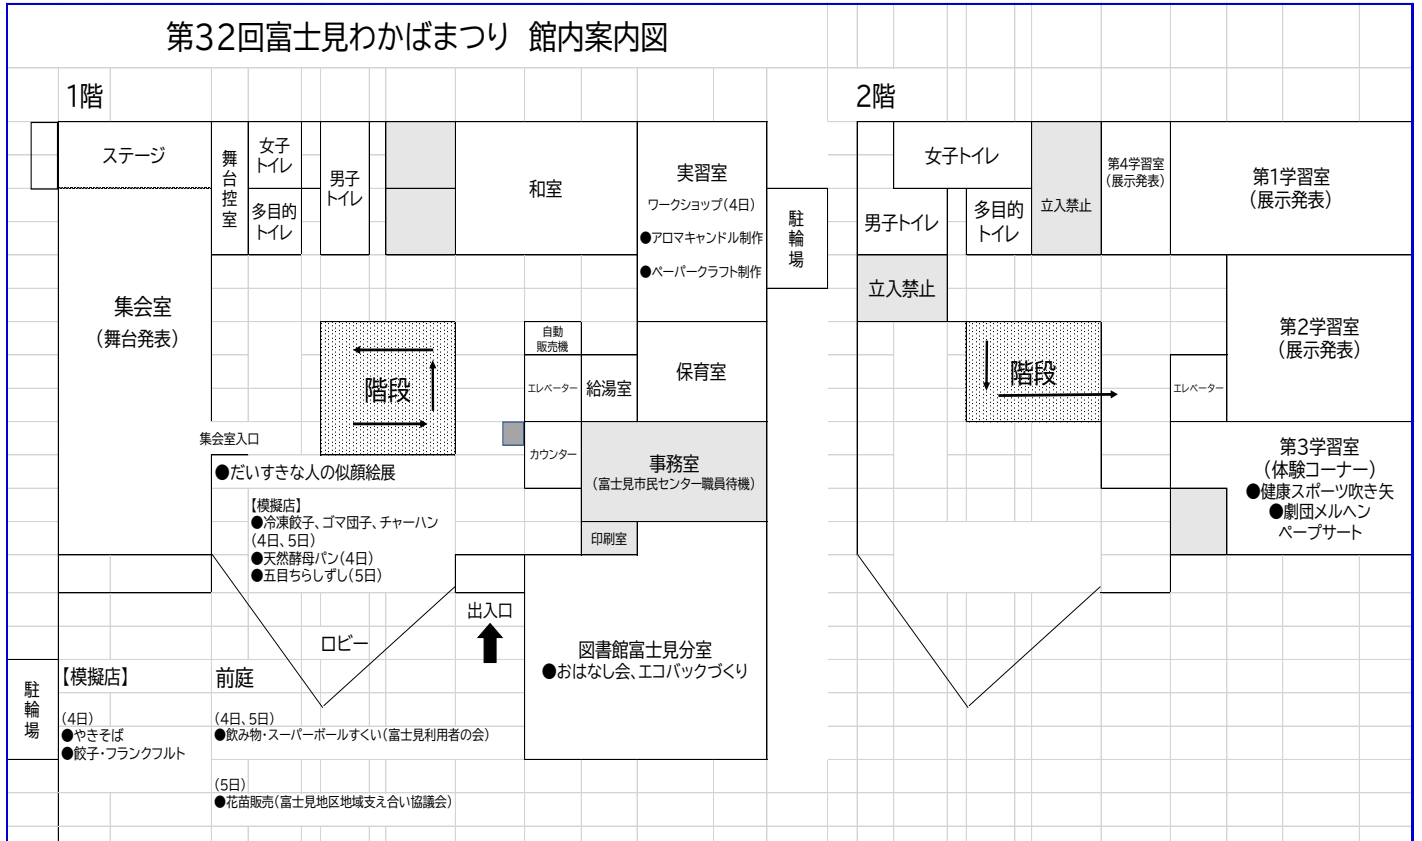 第32回富士見わかばまつり 館内案内図
1階
ステージ
舞台控室
女子
トイレ
多目的
トイレ
男子
トイレ
和室
実習室
ワークショップ(4日)
●アロマキャンドル制作
●ペーパークラフト制作
駐輪場
集会室
(舞台発表)
階段
自動
販売機
エレベーター
給湯室
保育室
集会室入口
カウンター
事務室
(富士見市民センター職員待機)
●だいすきな人の似顔絵展
【模擬店】
●冷凍餃子、ゴマ団子、チャーハン
(4日、5日)
●天然酵母パン(4日)
●五目ちらしずし(5日)
印刷室
出入口
ロビー
図書館富士見分室
●おはなし会、エコバックづくり
駐輪場
【模擬店】
(4日)
●やきそば
●餃子・フランクフルト
前庭
(4日、5日)
●飲み物・スーパーボールすくい(富士見利用者の会)
(5日)
●花苗販売(富士見地区地域支え合い協議会)
2階
女子トイレ
男子トイレ
多目的
トイレ
立入禁止
第4学習室
(展示発表)
第1学習室
(展示発表)
立入禁止
階段
エレベーター
第2学習室
(展示発表)
第3学習室
(体験コーナー)
●健康スポーツ吹き矢
●劇団メルヘン
ペープサート